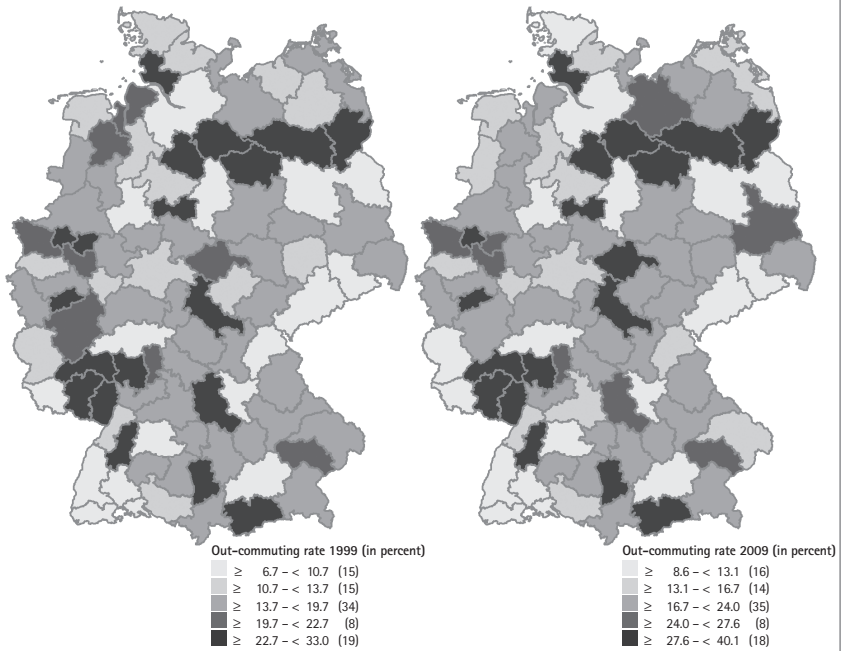 Out-commuting rate 1999 (in percent)
≥ 6.7 – < 10.7 (15)
≥ 10.7 – < 13.7 (15)
≥ 13.7 – < 19.7 (34)
≥ 19.7 – < 22.7 (8)
≥ 22.7 – < 33.0 (19)
Out-commuting rate 2009 (in percent)
≥ 8.6 – < 13.1 (16)
≥ 13.1 – < 16.7 (14)
≥ 16.7 – < 24.0 (35)
≥ 24.0 – < 27.6 (8)
≥ 27.6 – < 40.1 (18)